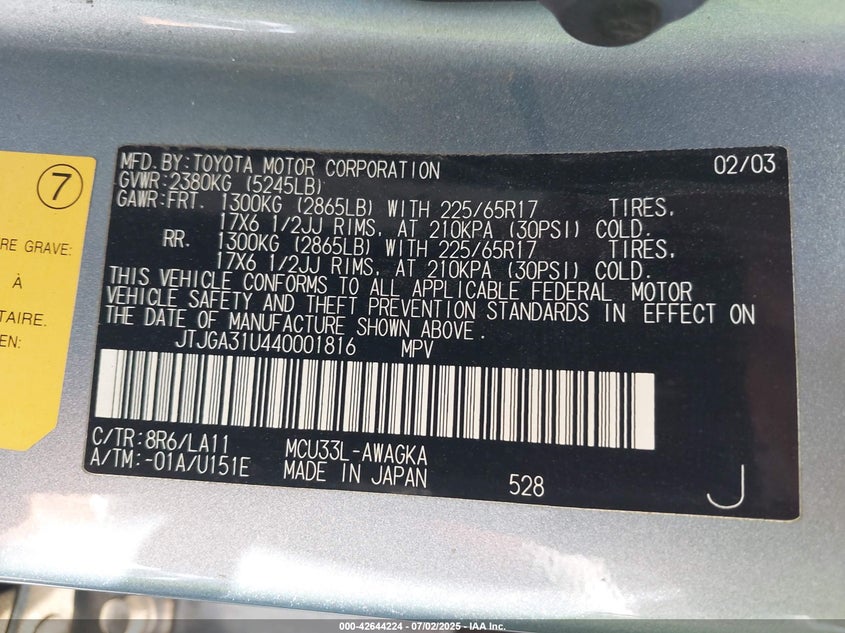 7
RE GRAVE:
À
TAIRE.
EN:
MFD. BY: TOYOTA MOTOR CORPORATION 02/03
GVWR: 2380KG (5245LB)
GAWR: FRT. 1300KG (2865LB) WITH 225/65R17 TIRES,
17X6 1/2JJ RIMS, AT 210KPA (30PSI) COLD.
RR. 1300KG (2865LB) WITH 225/65R17 TIRES,
17X6 1/2JJ RIMS, AT 210KPA (30PSI) COLD.
THIS VEHICLE CONFORMS TO ALL APPLICABLE FEDERAL MOTOR
VEHICLE SAFETY AND THEFT PREVENTION STANDARDS IN EFFECT ON
THE DATE OF MANUFACTURE SHOWN ABOVE.
JTJGA31U440001816 MPV
C/TR: 8R6/LA11 MCU33L-AWAGKA
A/TM: -01A/U151E MADE IN JAPAN 528 J
000-42644224 - 07/02/2025 - IAA Inc.